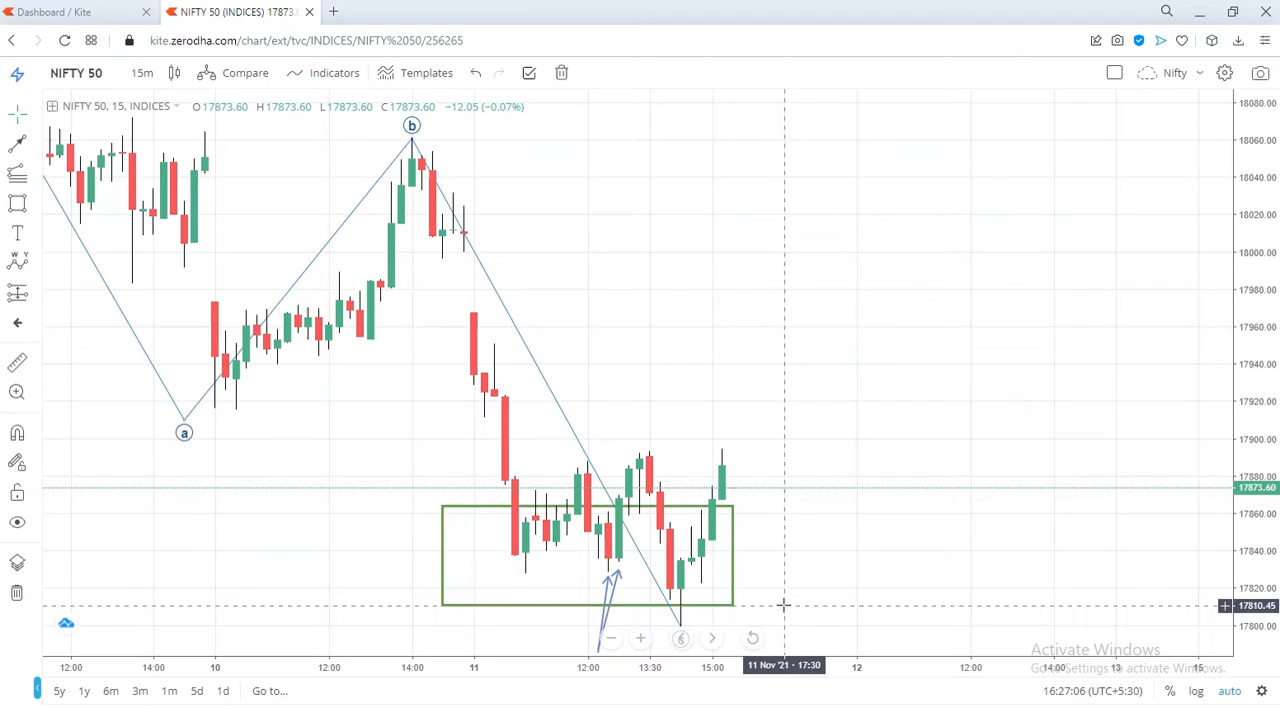 Dashboard / Kite
NIFTY 50 (INDICES) 17873.
kite.zerodha.com/chart/ext/tvc/INDICES/NIFTY%2050/256265
NIFTY 50 15m Compare Indicators Templates Nifty
NIFTY 50, 15, INDICES O17873.60 H17873.60 L17873.60 C17873.60 −12.05 (−0.07%)
18080.00
18060.00
18040.00
18020.00
18000.00
17980.00
17960.00
17940.00
17920.00
17900.00
17880.00
17873.60
17860.00
17840.00
17820.00
17810.45
17800.00
b
a
T
W V
Activate Windows
Go to Settings to activate Windows.
12:00 14:00 10 12:00 14:00 11 12:00 13:30 15:00 11 Nov '21 · 17:30 12 12:00 14:00 13 15
5y 1y 6m 3m 1m 5d 1d Go to... 16:27:06 (UTC+5:30) % log auto